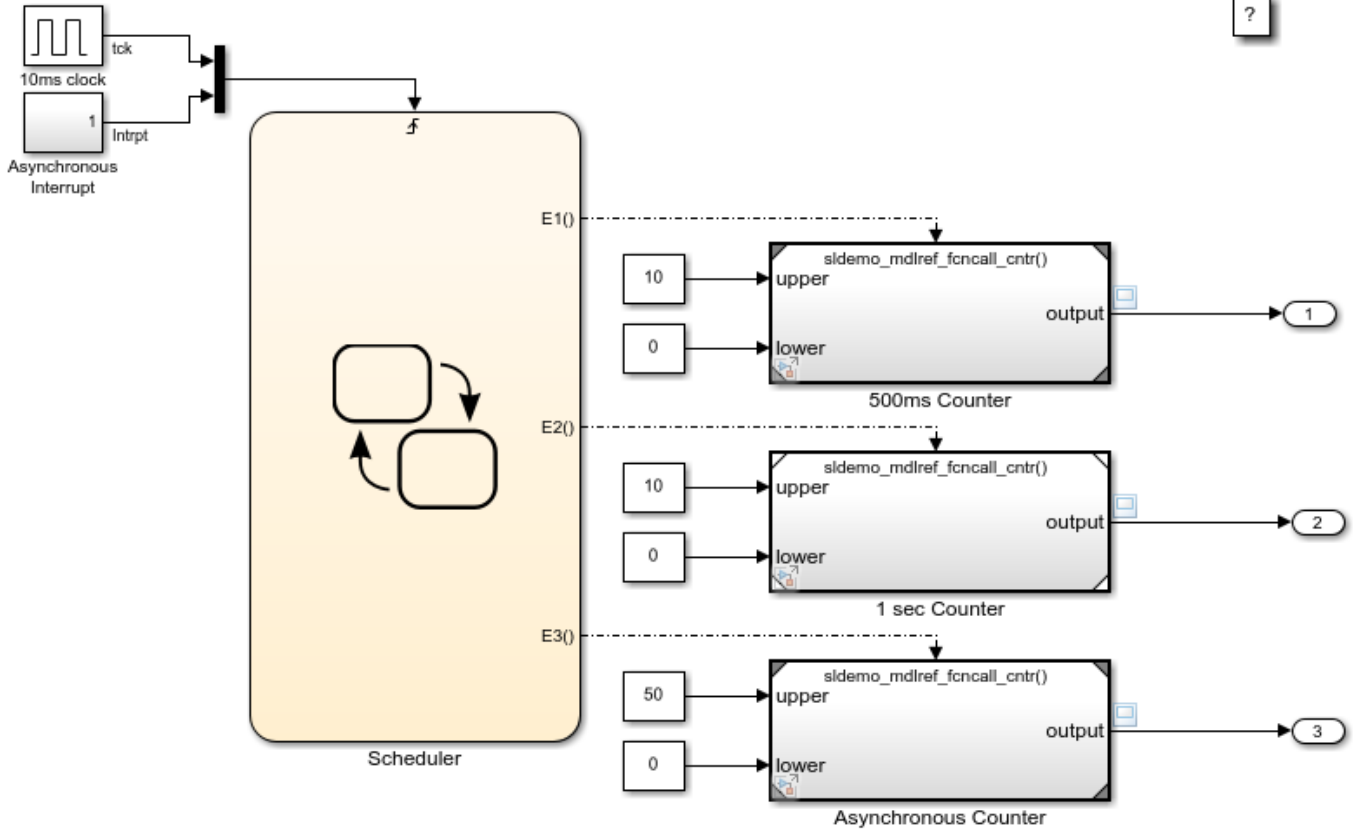 ?
tck
10ms clock
1
Intrpt
Asynchronous
Interrupt
E1()
sldemo_mdlref_fcncall_cntr()
10
upper
output
1
0
lower
500ms Counter
E2()
sldemo_mdlref_fcncall_cntr()
10
upper
output
2
0
lower
1 sec Counter
E3()
sldemo_mdlref_fcncall_cntr()
50
upper
output
3
0
lower
Scheduler
Asynchronous Counter